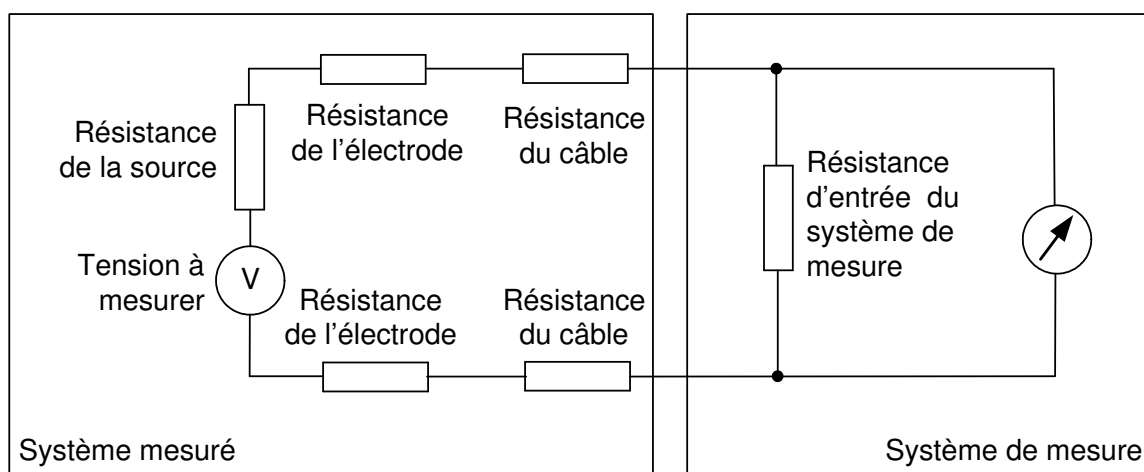 Résistance
de la source
Résistance
de l'électrode
Résistance
du câble
Tension à
mesurer
V
Résistance
de l'électrode
Résistance
du câble
Résistance
d'entrée du
système de
mesure
Système mesuré
Système de mesure